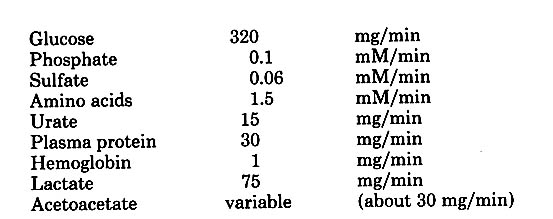 Glucose 320 mg/min
Phosphate 0.1 mM/min
Sulfate 0.06 mM/min
Amino acids 1.5 mM/min
Urate 15 mg/min
Plasma protein 30 mg/min
Hemoglobin 1 mg/min
Lactate 75 mg/min
Acetoacetate variable (about 30 mg/min)